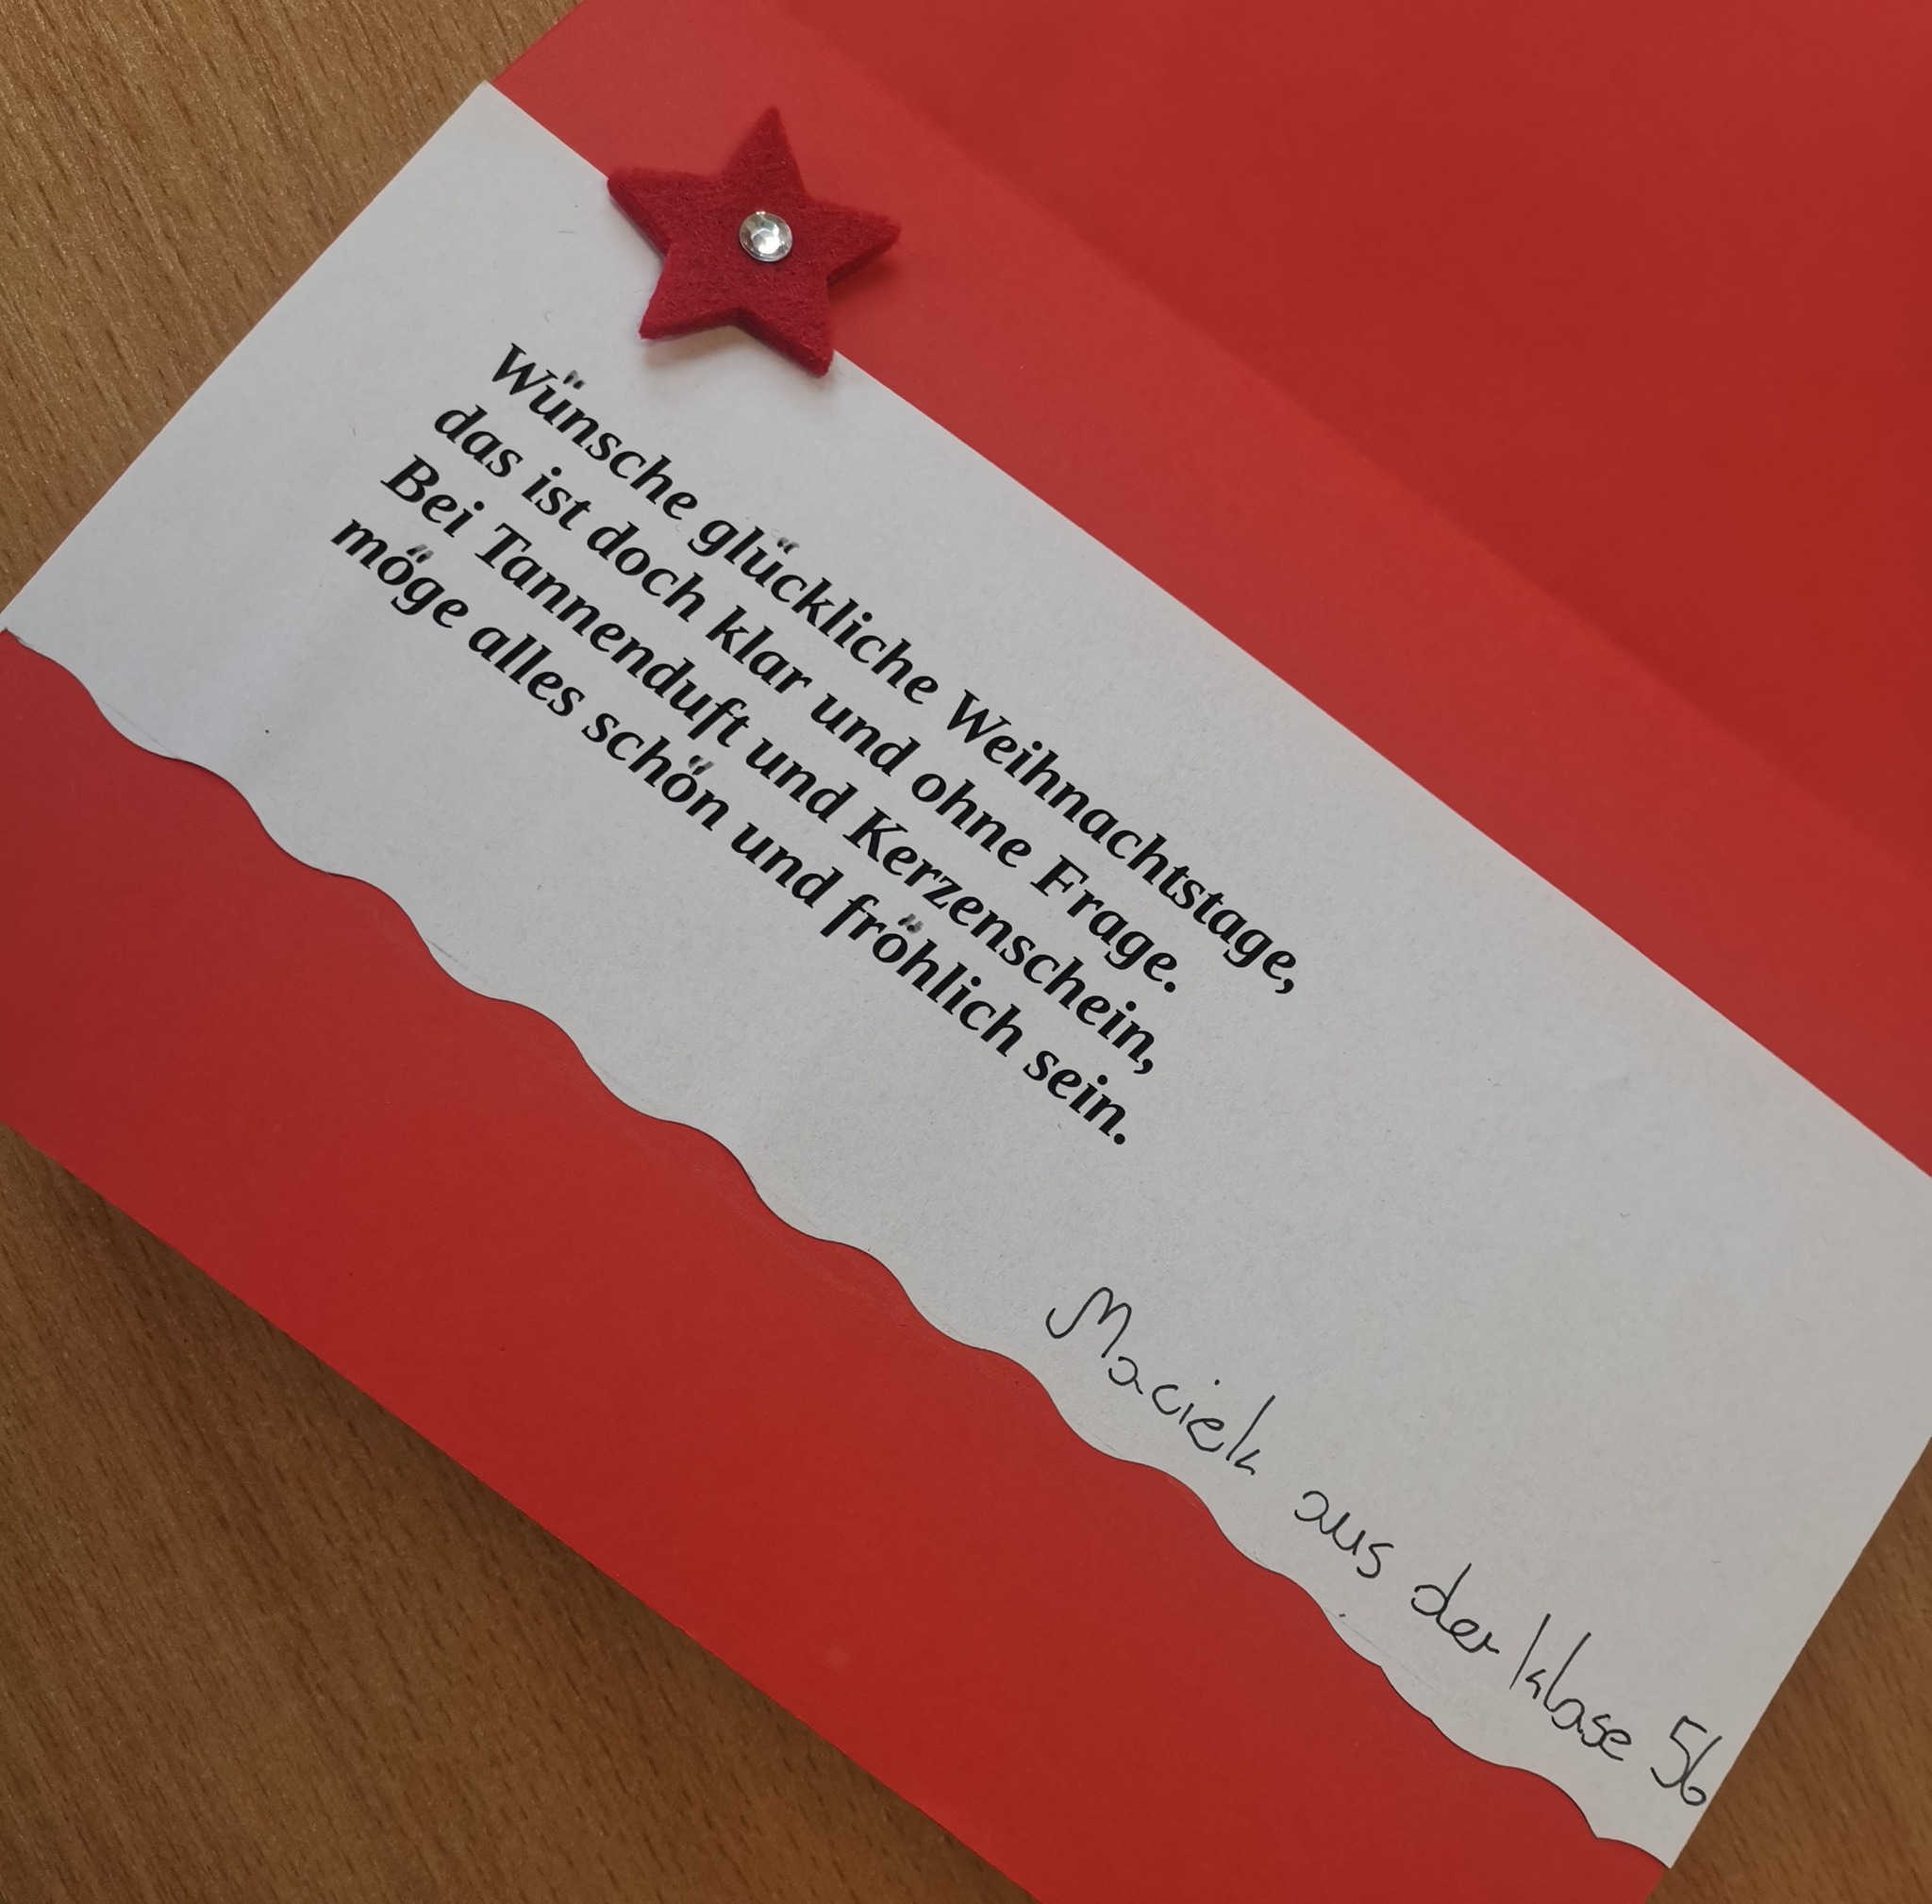 Wünsche glückliche Weihnachtstage,
das ist doch klar und ohne Frage.
Bei Tannenduft und Kerzenschein,
möge alles schön und fröhlich sein.
Maciek aus der klase 5b